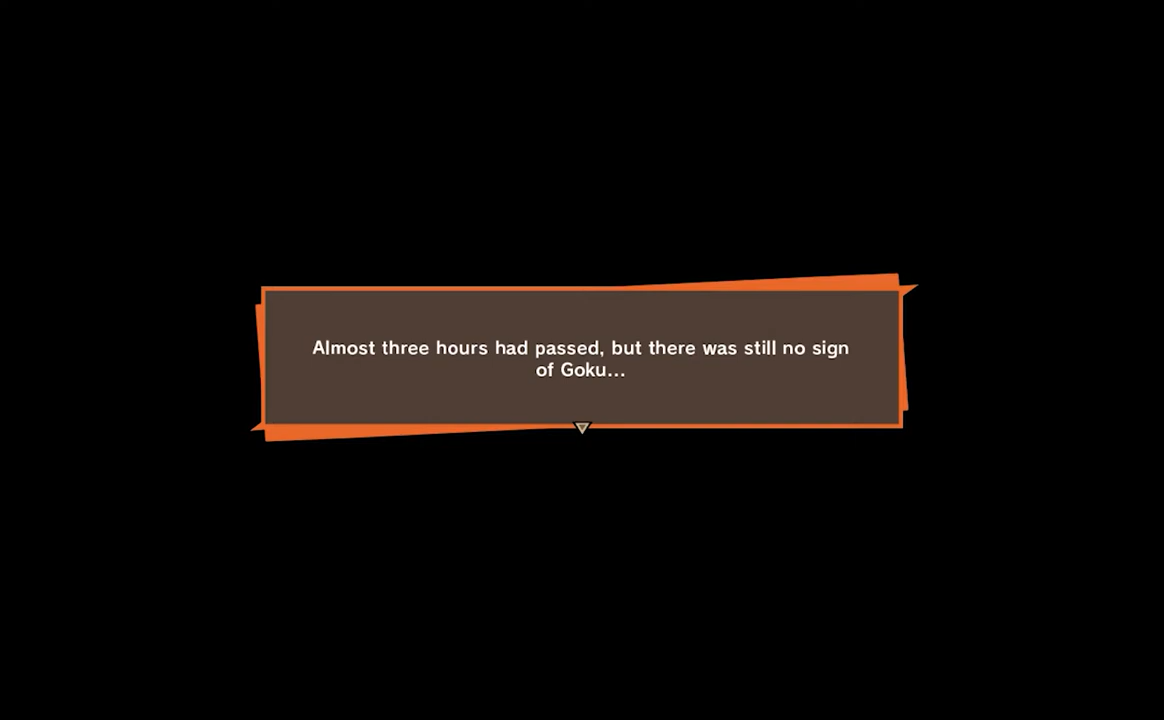 Almost three hours had passed, but there was still no sign
of Goku...